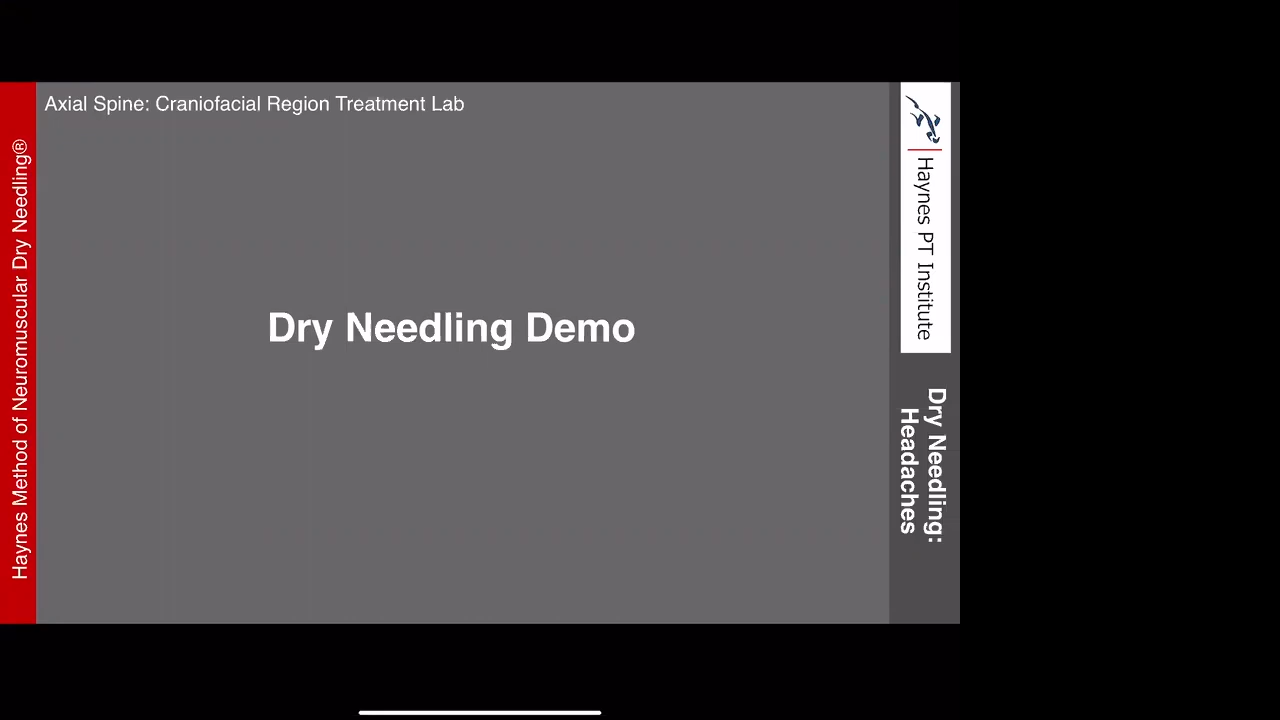 Axial Spine: Craniofacial Region Treatment Lab
Haynes Method of Neuromuscular Dry Needling®
Dry Needling Demo
Haynes PT Institute
Dry Needling:
Headaches